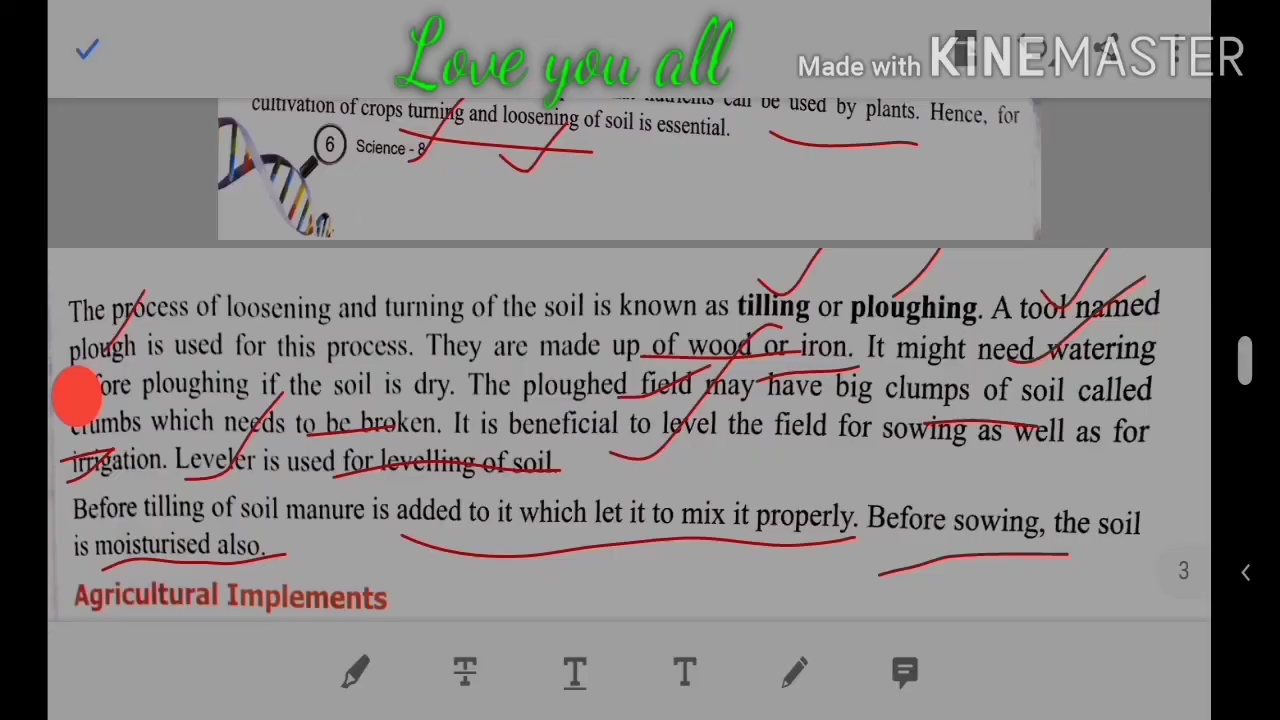 Love you all
Made with KINEMASTER
can be used by plants. Hence, for
cultivation of crops turning and loosening of soil is essential.
6 Science - 8
The process of loosening and turning of the soil is known as tilling or ploughing. A tool named
plough is used for this process. They are made up of wood or iron. It might need watering
ploughing if the soil is dry. The ploughed field may have big clumps of soil called
crumbs which needs to be broken. It is beneficial to level the field for sowing as well as for
irrigation. Leveler is used for levelling of soil.
Before tilling of soil manure is added to it which let it to mix it properly. Before sowing, the soil
is moisturised also.
3
Agricultural Implements